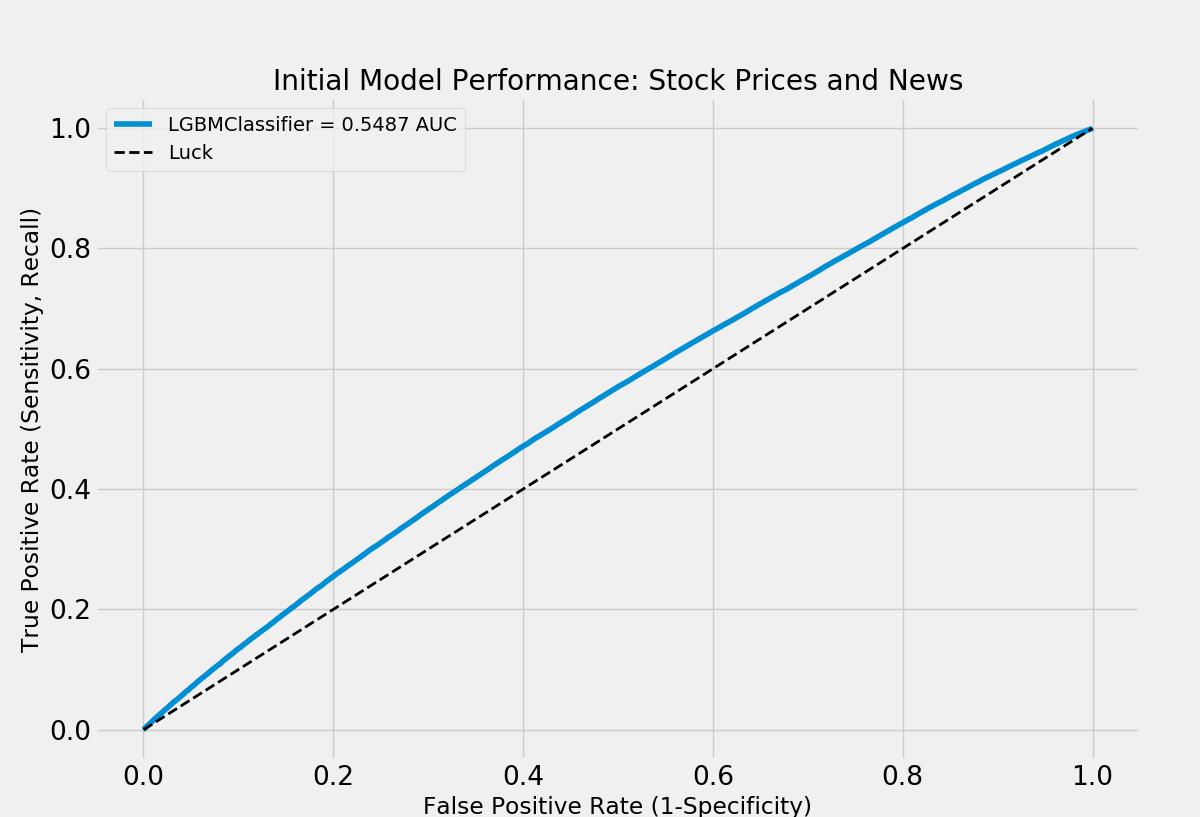 Initial Model Performance: Stock Prices and News
LGBMClassifier = 0.5487 AUC
Luck
True Positive Rate (Sensitivity, Recall)
1.0
0.8
0.6
0.4
0.2
0.0
0.0 0.2 0.4 0.6 0.8 1.0
False Positive Rate (1-Specificity)